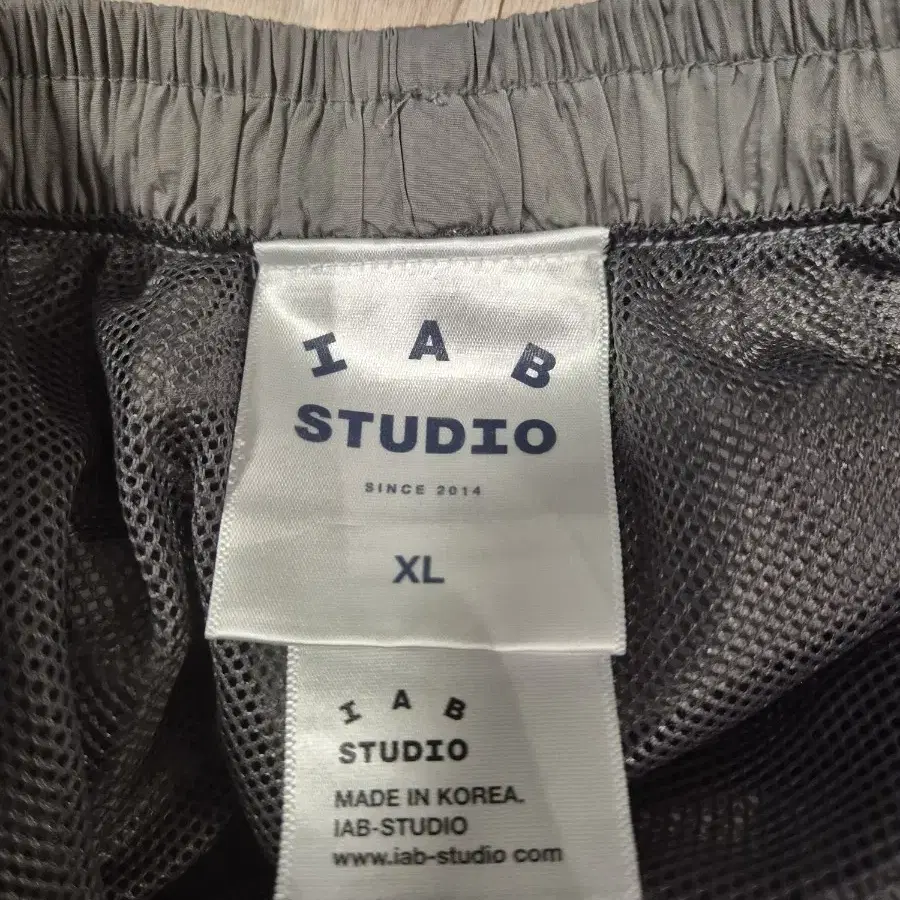 I A B
STUDIO
SINCE 2014
XL
I A B
STUDIO
MADE IN KOREA.
IAB-STUDIO
www.iab-studio com